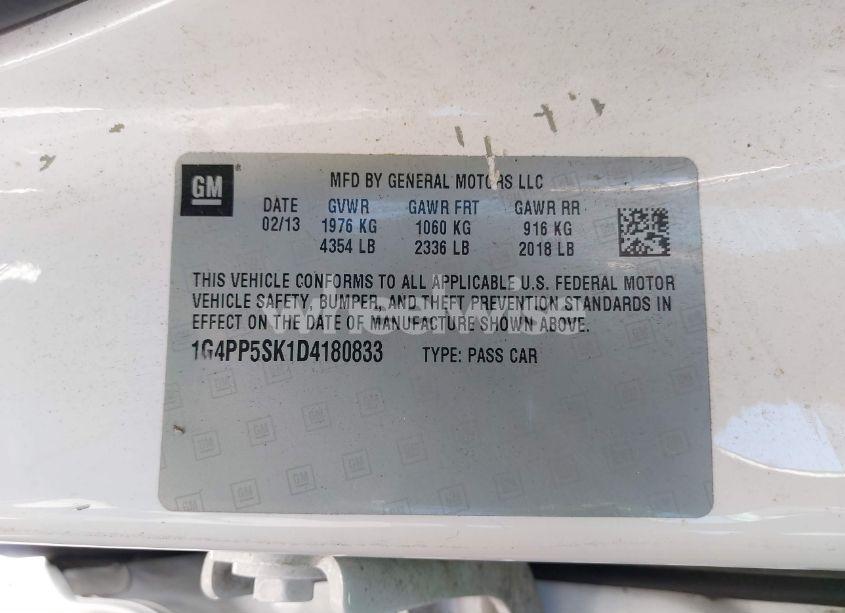 GM ®
MFD BY GENERAL MOTORS LLC
DATE GVWR GAWR FRT GAWR RR
02/13 1976 KG 1060 KG 916 KG
4354 LB 2336 LB 2018 LB
THIS VEHICLE CONFORMS TO ALL APPLICABLE U.S. FEDERAL MOTOR
VEHICLE SAFETY, BUMPER, AND THEFT PREVENTION STANDARDS IN
EFFECT ON THE DATE OF MANUFACTURE SHOWN ABOVE.
1G4PP5SK1D4180833 TYPE: PASS CAR